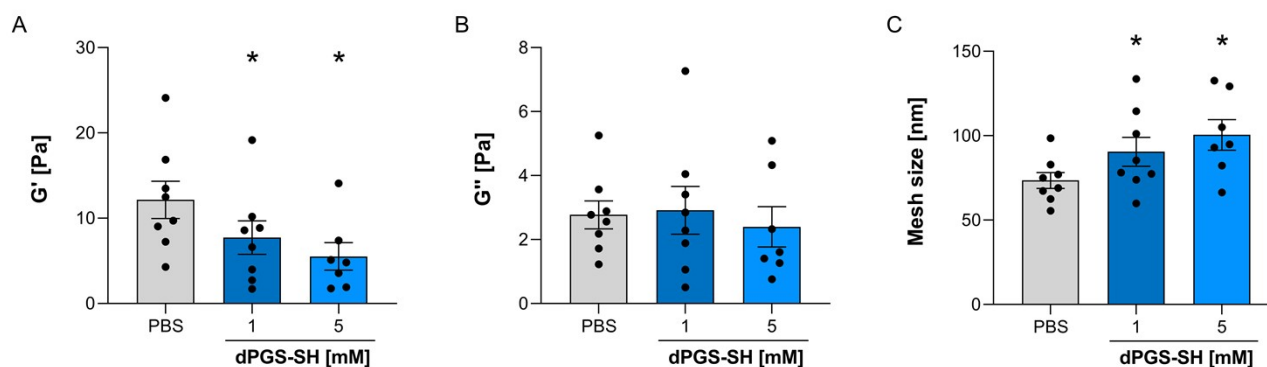 A
G' [Pa]
30
20
10
0
* *
PBS 1 5
dPGS-SH [mM]
B
G'' [Pa]
8
6
4
2
0
PBS 1 5
dPGS-SH [mM]
C
Mesh size [nm]
150
100
50
0
* *
PBS 1 5
dPGS-SH [mM]